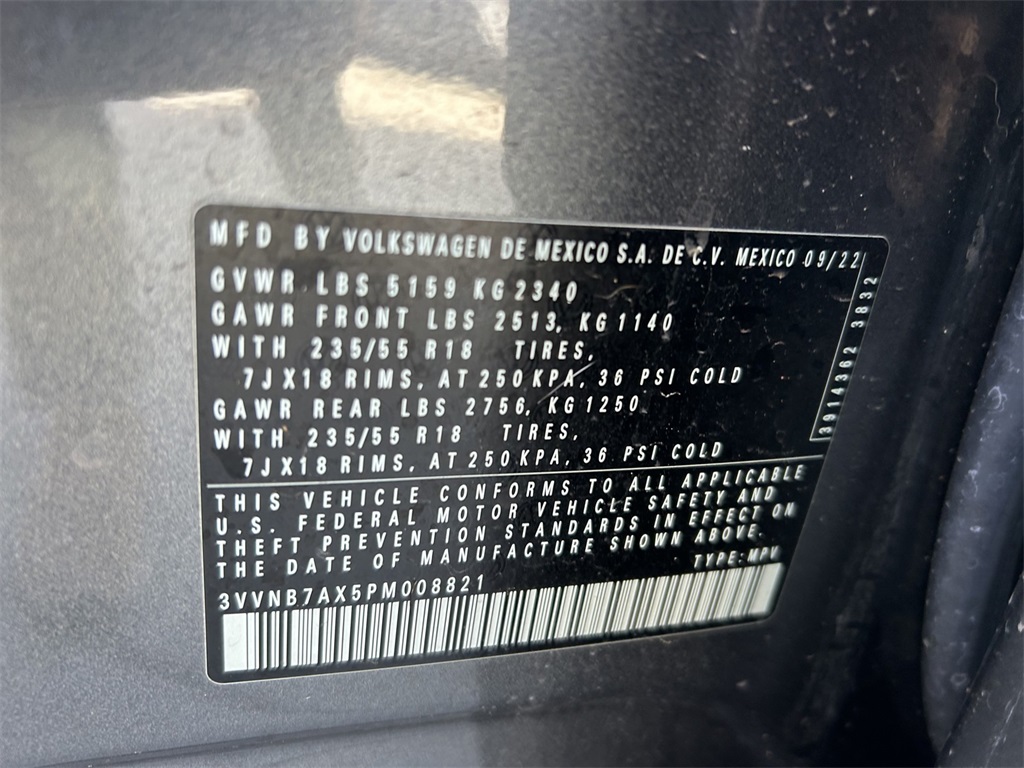 MFD BY VOLKSWAGEN DE MEXICO S.A. DE C.V. MEXICO 09/22
GVWR LBS 5159 KG 2340
GAWR FRONT LBS 2513, KG 1140
WITH 235/55 R18 TIRES,
7JX18 RIMS, AT 250 KPA, 36 PSI COLD
GAWR REAR LBS 2756, KG 1250
WITH 235/55 R18 TIRES,
7JX18 RIMS, AT 250 KPA, 36 PSI COLD
3914362 3832
THIS VEHICLE CONFORMS TO ALL APPLICABLE
U.S. FEDERAL MOTOR VEHICLE SAFETY AND
THEFT PREVENTION STANDARDS IN EFFECT ON
THE DATE OF MANUFACTURE SHOWN ABOVE.
TYPE: MPV
3VVNB7AX5PM008821